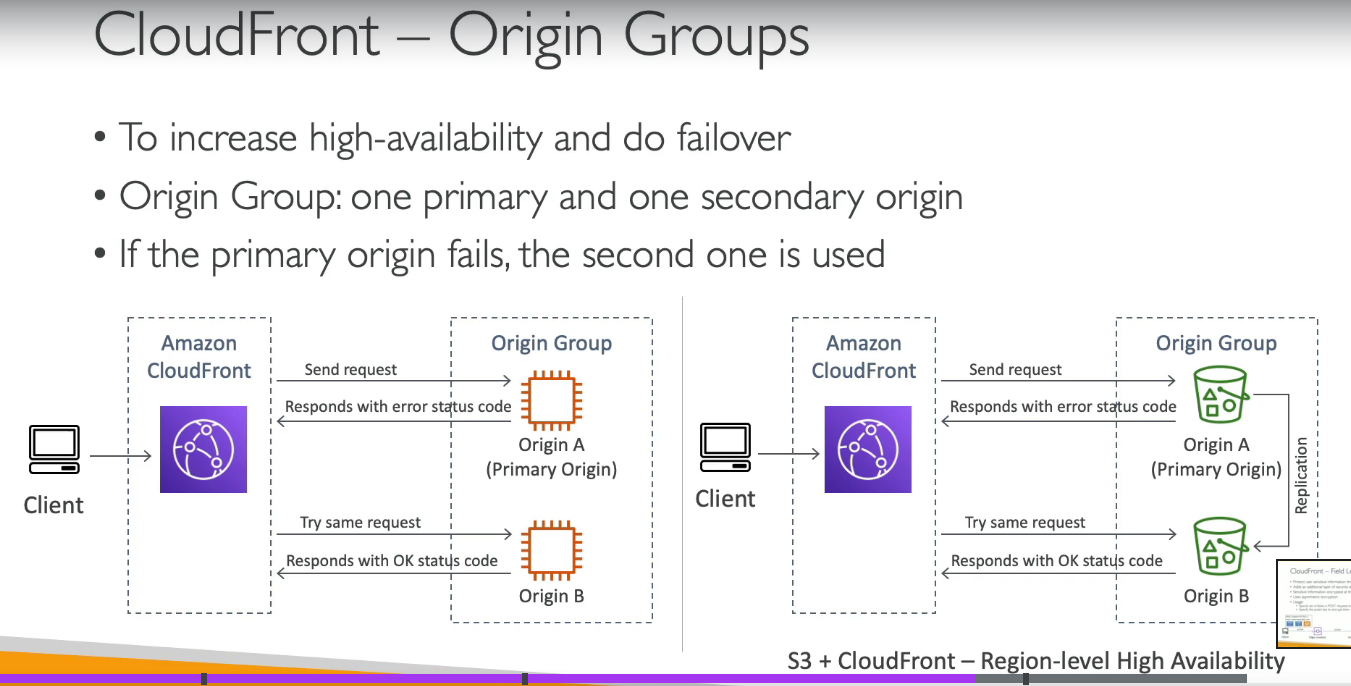 CloudFront – Origin Groups
• To increase high-availability and do failover
• Origin Group: one primary and one secondary origin
• If the primary origin fails, the second one is used
Amazon
CloudFront
Origin Group
Send request
Responds with error status code
Origin A
(Primary Origin)
Client
Try same request
Responds with OK status code
Origin B
Amazon
CloudFront
Origin Group
Send request
Responds with error status code
Origin A
(Primary Origin)
Replication
Client
Try same request
Responds with OK status code
Origin B
S3 + CloudFront – Region-level High Availability
CloudFront – Field